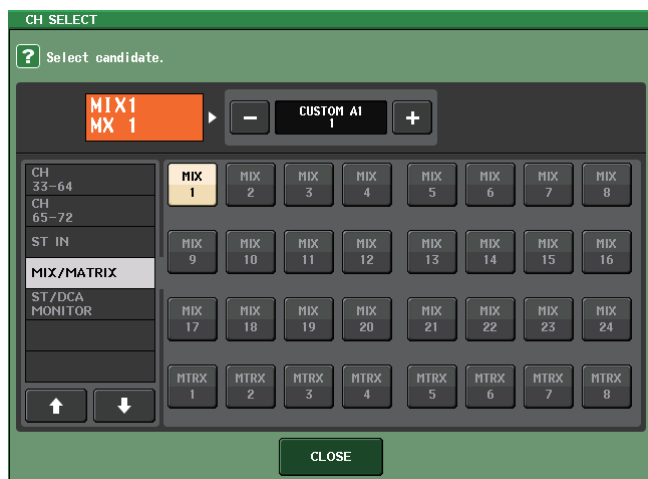 CH SELECT
? Select candidate.
MIX1
MX 1
−
CUSTOM A1
1
+
CH
33-64
CH
65-72
ST IN
MIX/MATRIX
ST/DCA
MONITOR
MIX MIX MIX MIX MIX MIX MIX MIX
1 2 3 4 5 6 7 8
MIX MIX MIX MIX MIX MIX MIX MIX
9 10 11 12 13 14 15 16
MIX MIX MIX MIX MIX MIX MIX MIX
17 18 19 20 21 22 23 24
MTRX MTRX MTRX MTRX MTRX MTRX MTRX MTRX
1 2 3 4 5 6 7 8
CLOSE